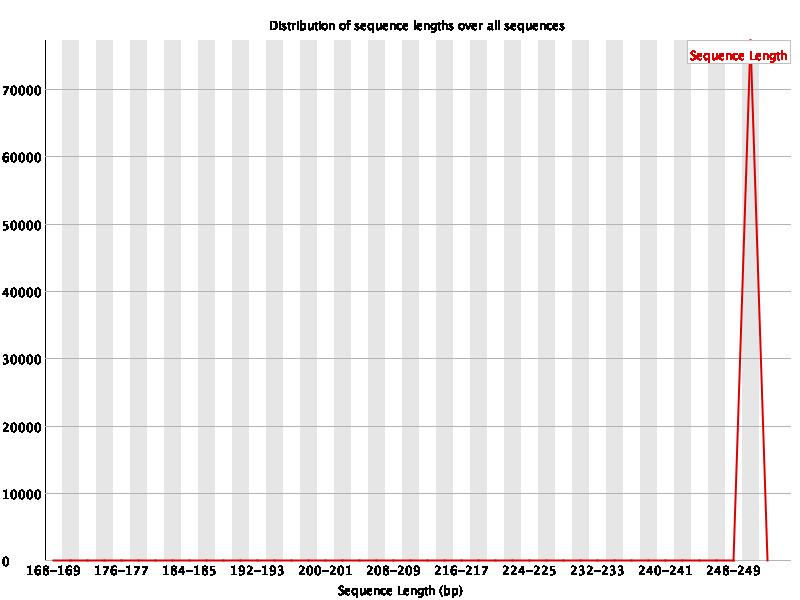 Distribution of sequence lengths over all sequences
Sequence Length
70000
60000
50000
40000
30000
20000
10000
0
168-169 176-177 184-185 192-193 200-201 208-209 216-217 224-225 232-233 240-241 248-249
Sequence Length (bp)